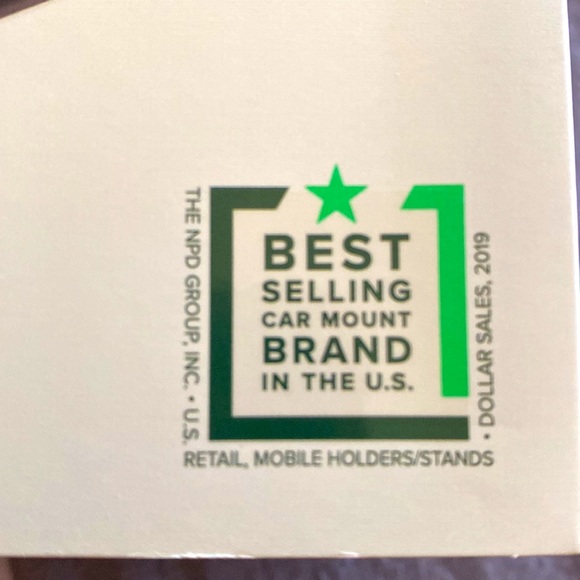 BEST
SELLING
CAR MOUNT
BRAND
IN THE U.S.
THE NPD GROUP, INC. • U.S.
RETAIL, MOBILE HOLDERS/STANDS
• DOLLAR SALES, 2019